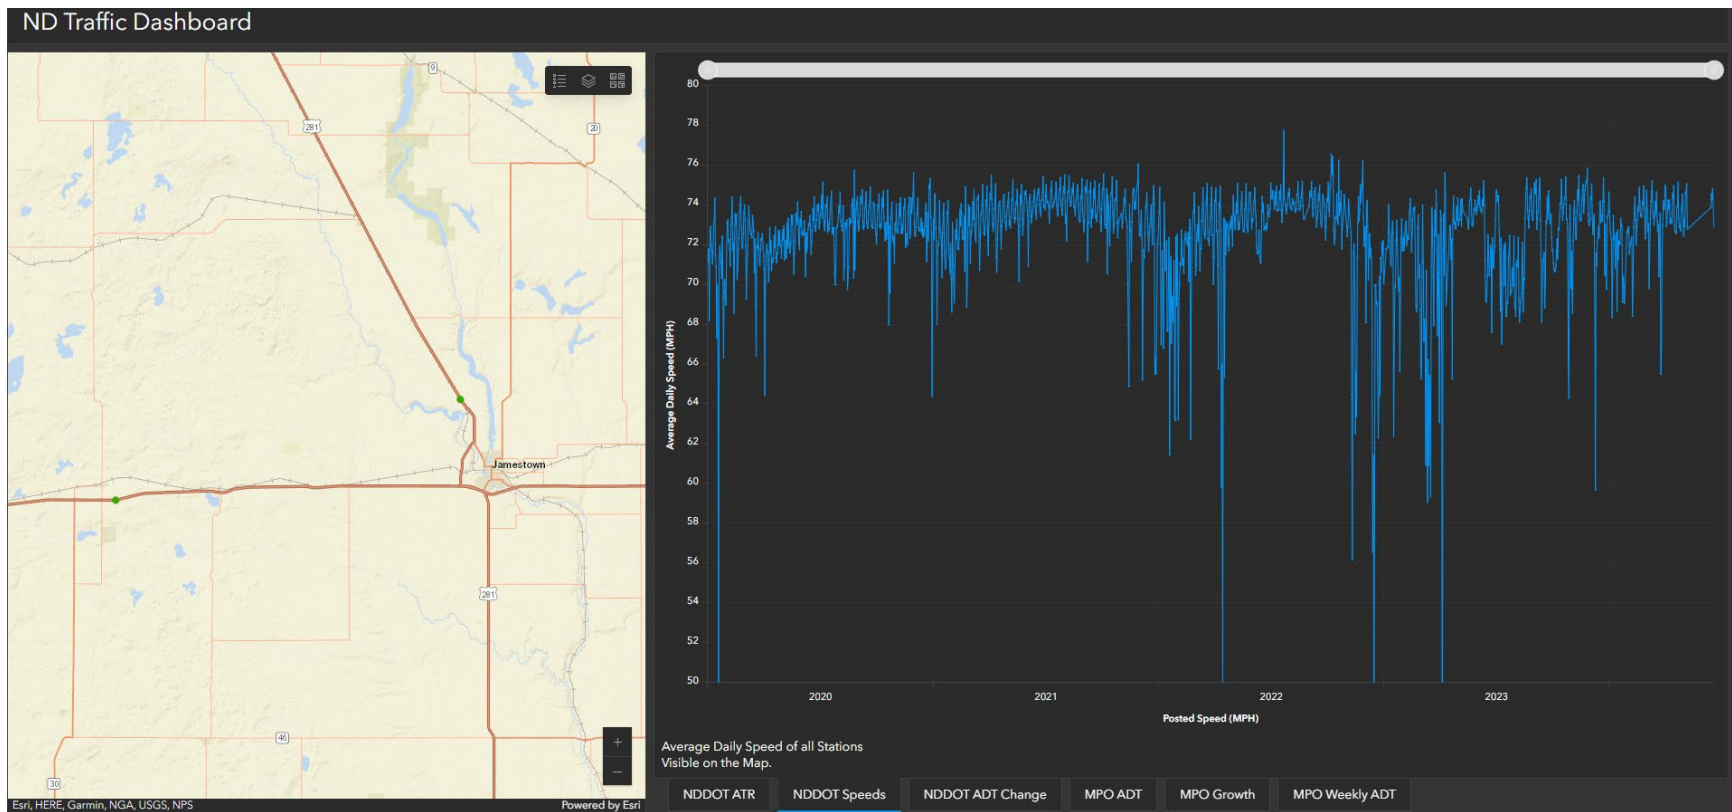 ND Traffic Dashboard
9
281
20
Jamestown
281
46
30
Esri, HERE, Garmin, NGA, USGS, NPS
Powered by Esri
+
−
80
78
76
74
72
70
68
66
64
62
60
58
56
54
52
50
Average Daily Speed (MPH)
2020
2021
2022
2023
Posted Speed (MPH)
Average Daily Speed of all Stations
Visible on the Map.
NDDOT ATR
NDDOT Speeds
NDDOT ADT Change
MPO ADT
MPO Growth
MPO Weekly ADT